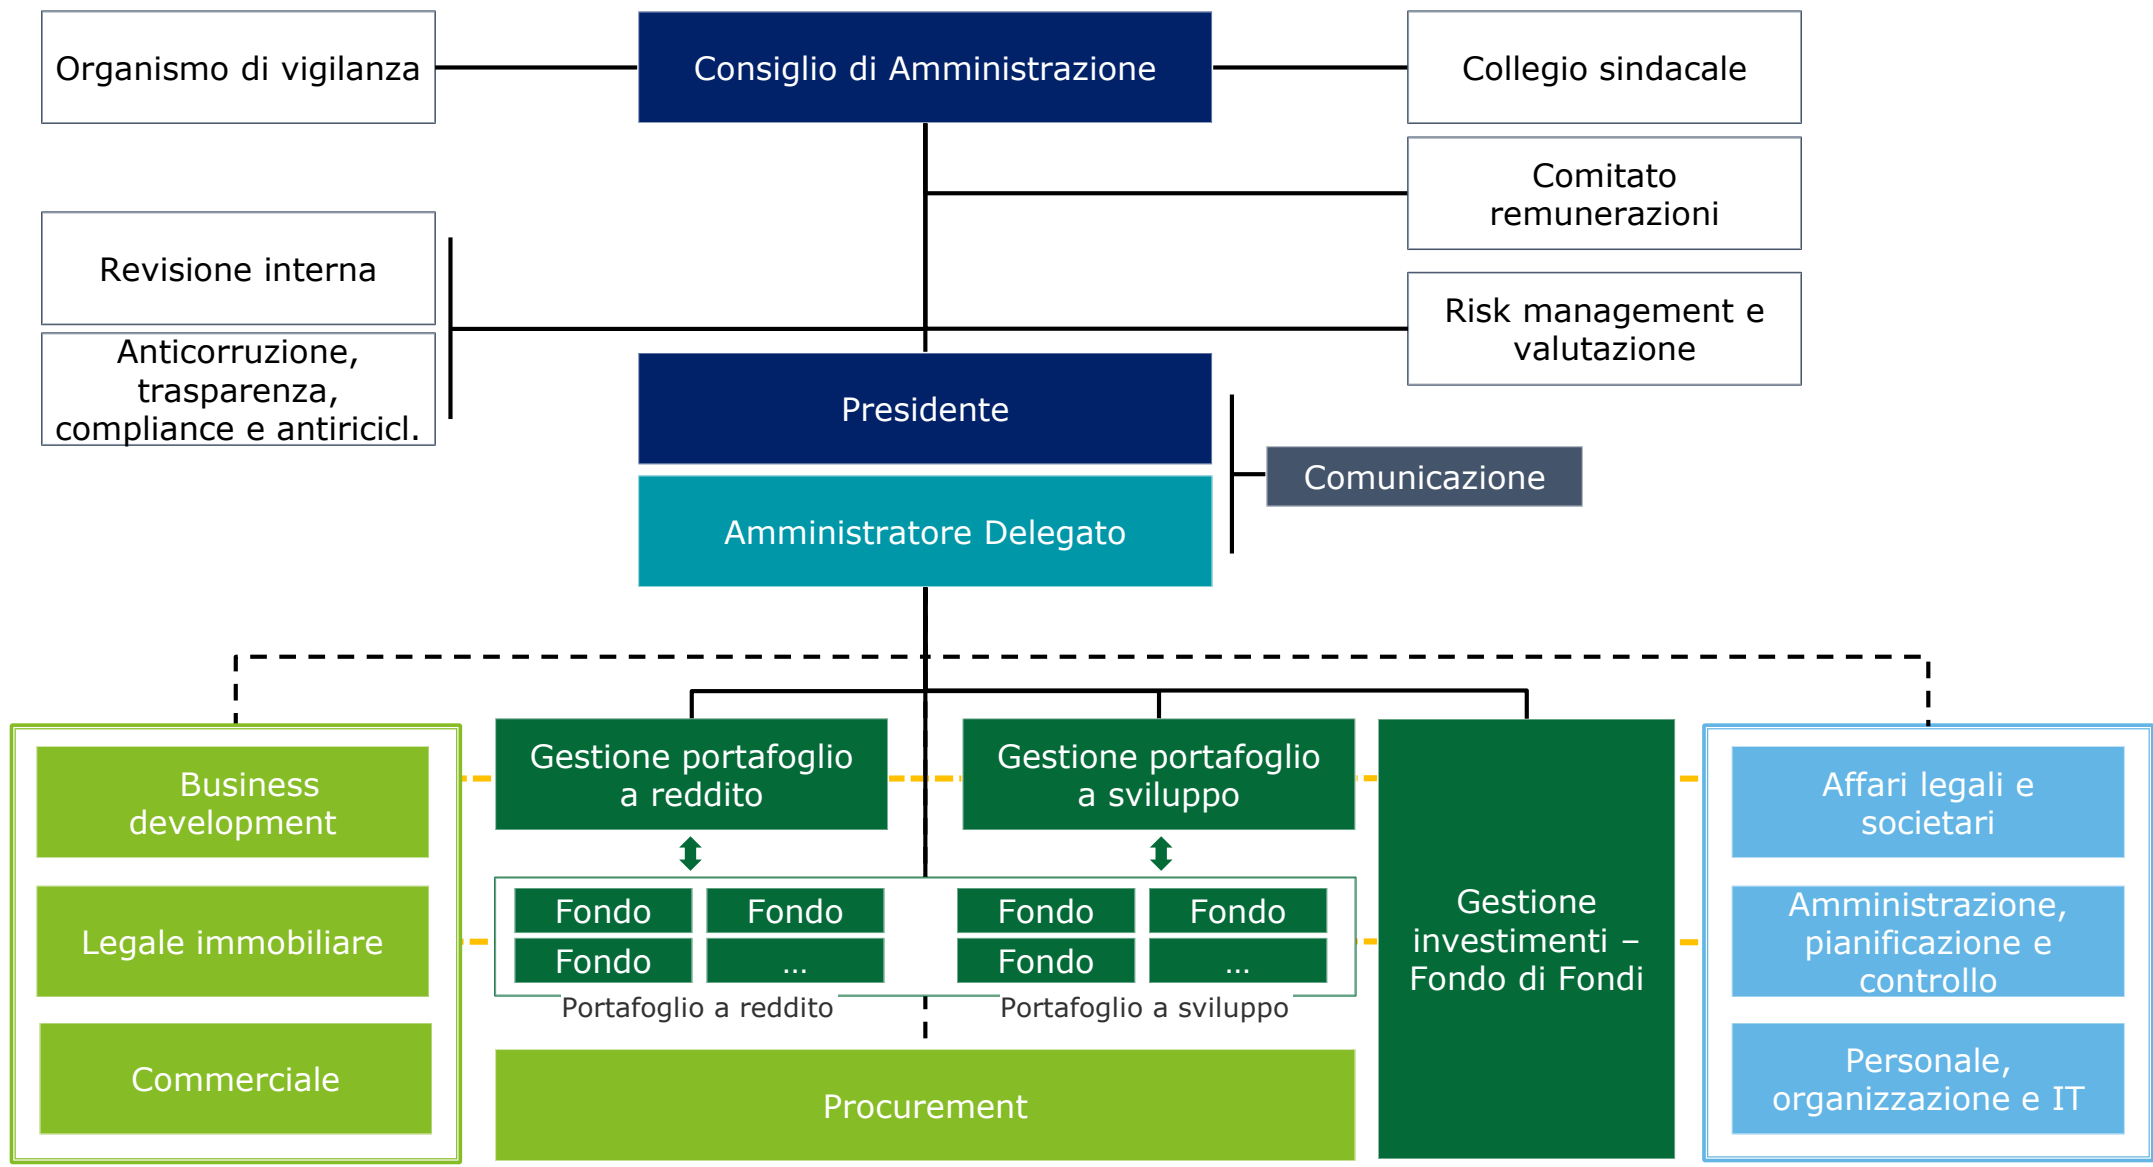 Organismo di vigilanza
Consiglio di Amministrazione
Collegio sindacale
Comitato
remunerazioni
Revisione interna
Risk management e
valutazione
Anticorruzione,
trasparenza,
compliance e antiricicl.
Presidente
Comunicazione
Amministratore Delegato
Business
development
Legale immobiliare
Commerciale
Gestione portafoglio
a reddito
Gestione portafoglio
a sviluppo
Fondo
Fondo
Fondo
…
Portafoglio a reddito
Fondo
Fondo
Fondo
…
Portafoglio a sviluppo
Procurement
Gestione
investimenti –
Fondo di Fondi
Affari legali e
societari
Amministrazione,
pianificazione e
controllo
Personale,
organizzazione e IT